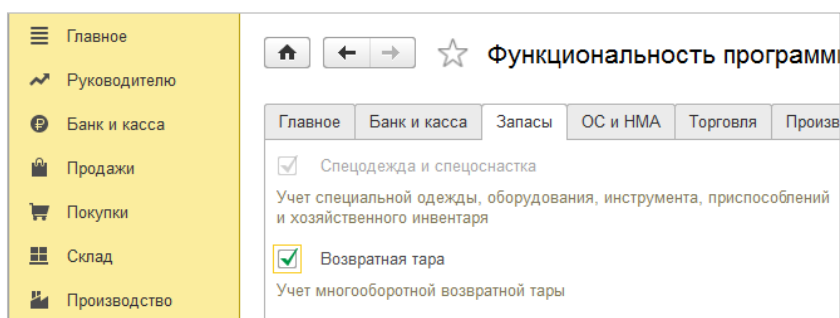 Главное
Руководителю
Банк и касса
Продажи
Покупки
Склад
Производство
Функциональность программ
Главное Банк и касса Запасы ОС и НМА Торговля Произв
Спецодежда и спецоснастка
Учет специальной одежды, оборудования, инструмента, приспособлений
и хозяйственного инвентаря
Возвратная тара
Учет многооборотной возвратной тары